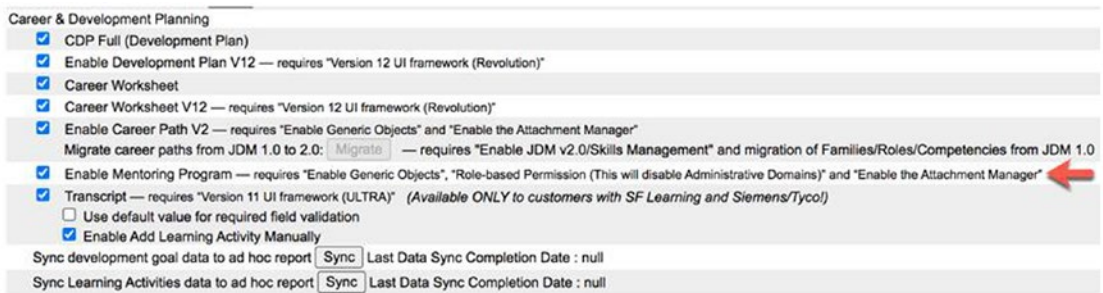 Career & Development Planning
CDP Full (Development Plan)
Enable Development Plan V12 — requires "Version 12 UI framework (Revolution)"
Career Worksheet
Career Worksheet V12 — requires "Version 12 UI framework (Revolution)"
Enable Career Path V2 — requires "Enable Generic Objects" and "Enable the Attachment Manager"
Migrate career paths from JDM 1.0 to 2.0: Migrate — requires "Enable JDM v2.0/Skills Management" and migration of Families/Roles/Competencies from JDM 1.0
Enable Mentoring Program — requires "Enable Generic Objects", "Role-based Permission (This will disable Administrative Domains)" and "Enable the Attachment Manager"
Transcript — requires "Version 11 UI framework (ULTRA)" (Available ONLY to customers with SF Learning and Siemens/Tyco!)
Use default value for required field validation
Enable Add Learning Activity Manually
Sync development goal data to ad hoc report Sync Last Data Sync Completion Date : null
Sync Learning Activities data to ad hoc report Sync Last Data Sync Completion Date : null